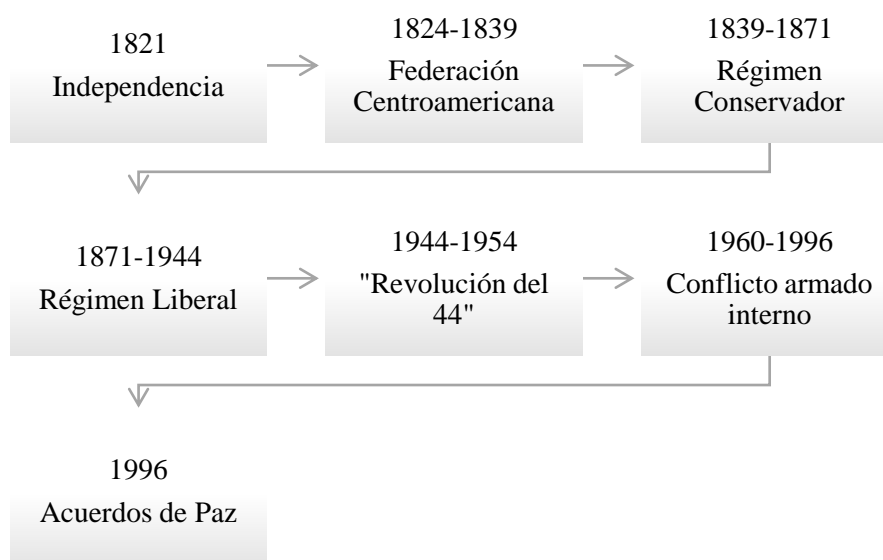 1821
Independencia
1824-1839
Federación
Centroamericana
1839-1871
Régimen
Conservador
1871-1944
Régimen Liberal
1944-1954
"Revolución del
44"
1960-1996
Conflicto armado
interno
1996
Acuerdos de Paz